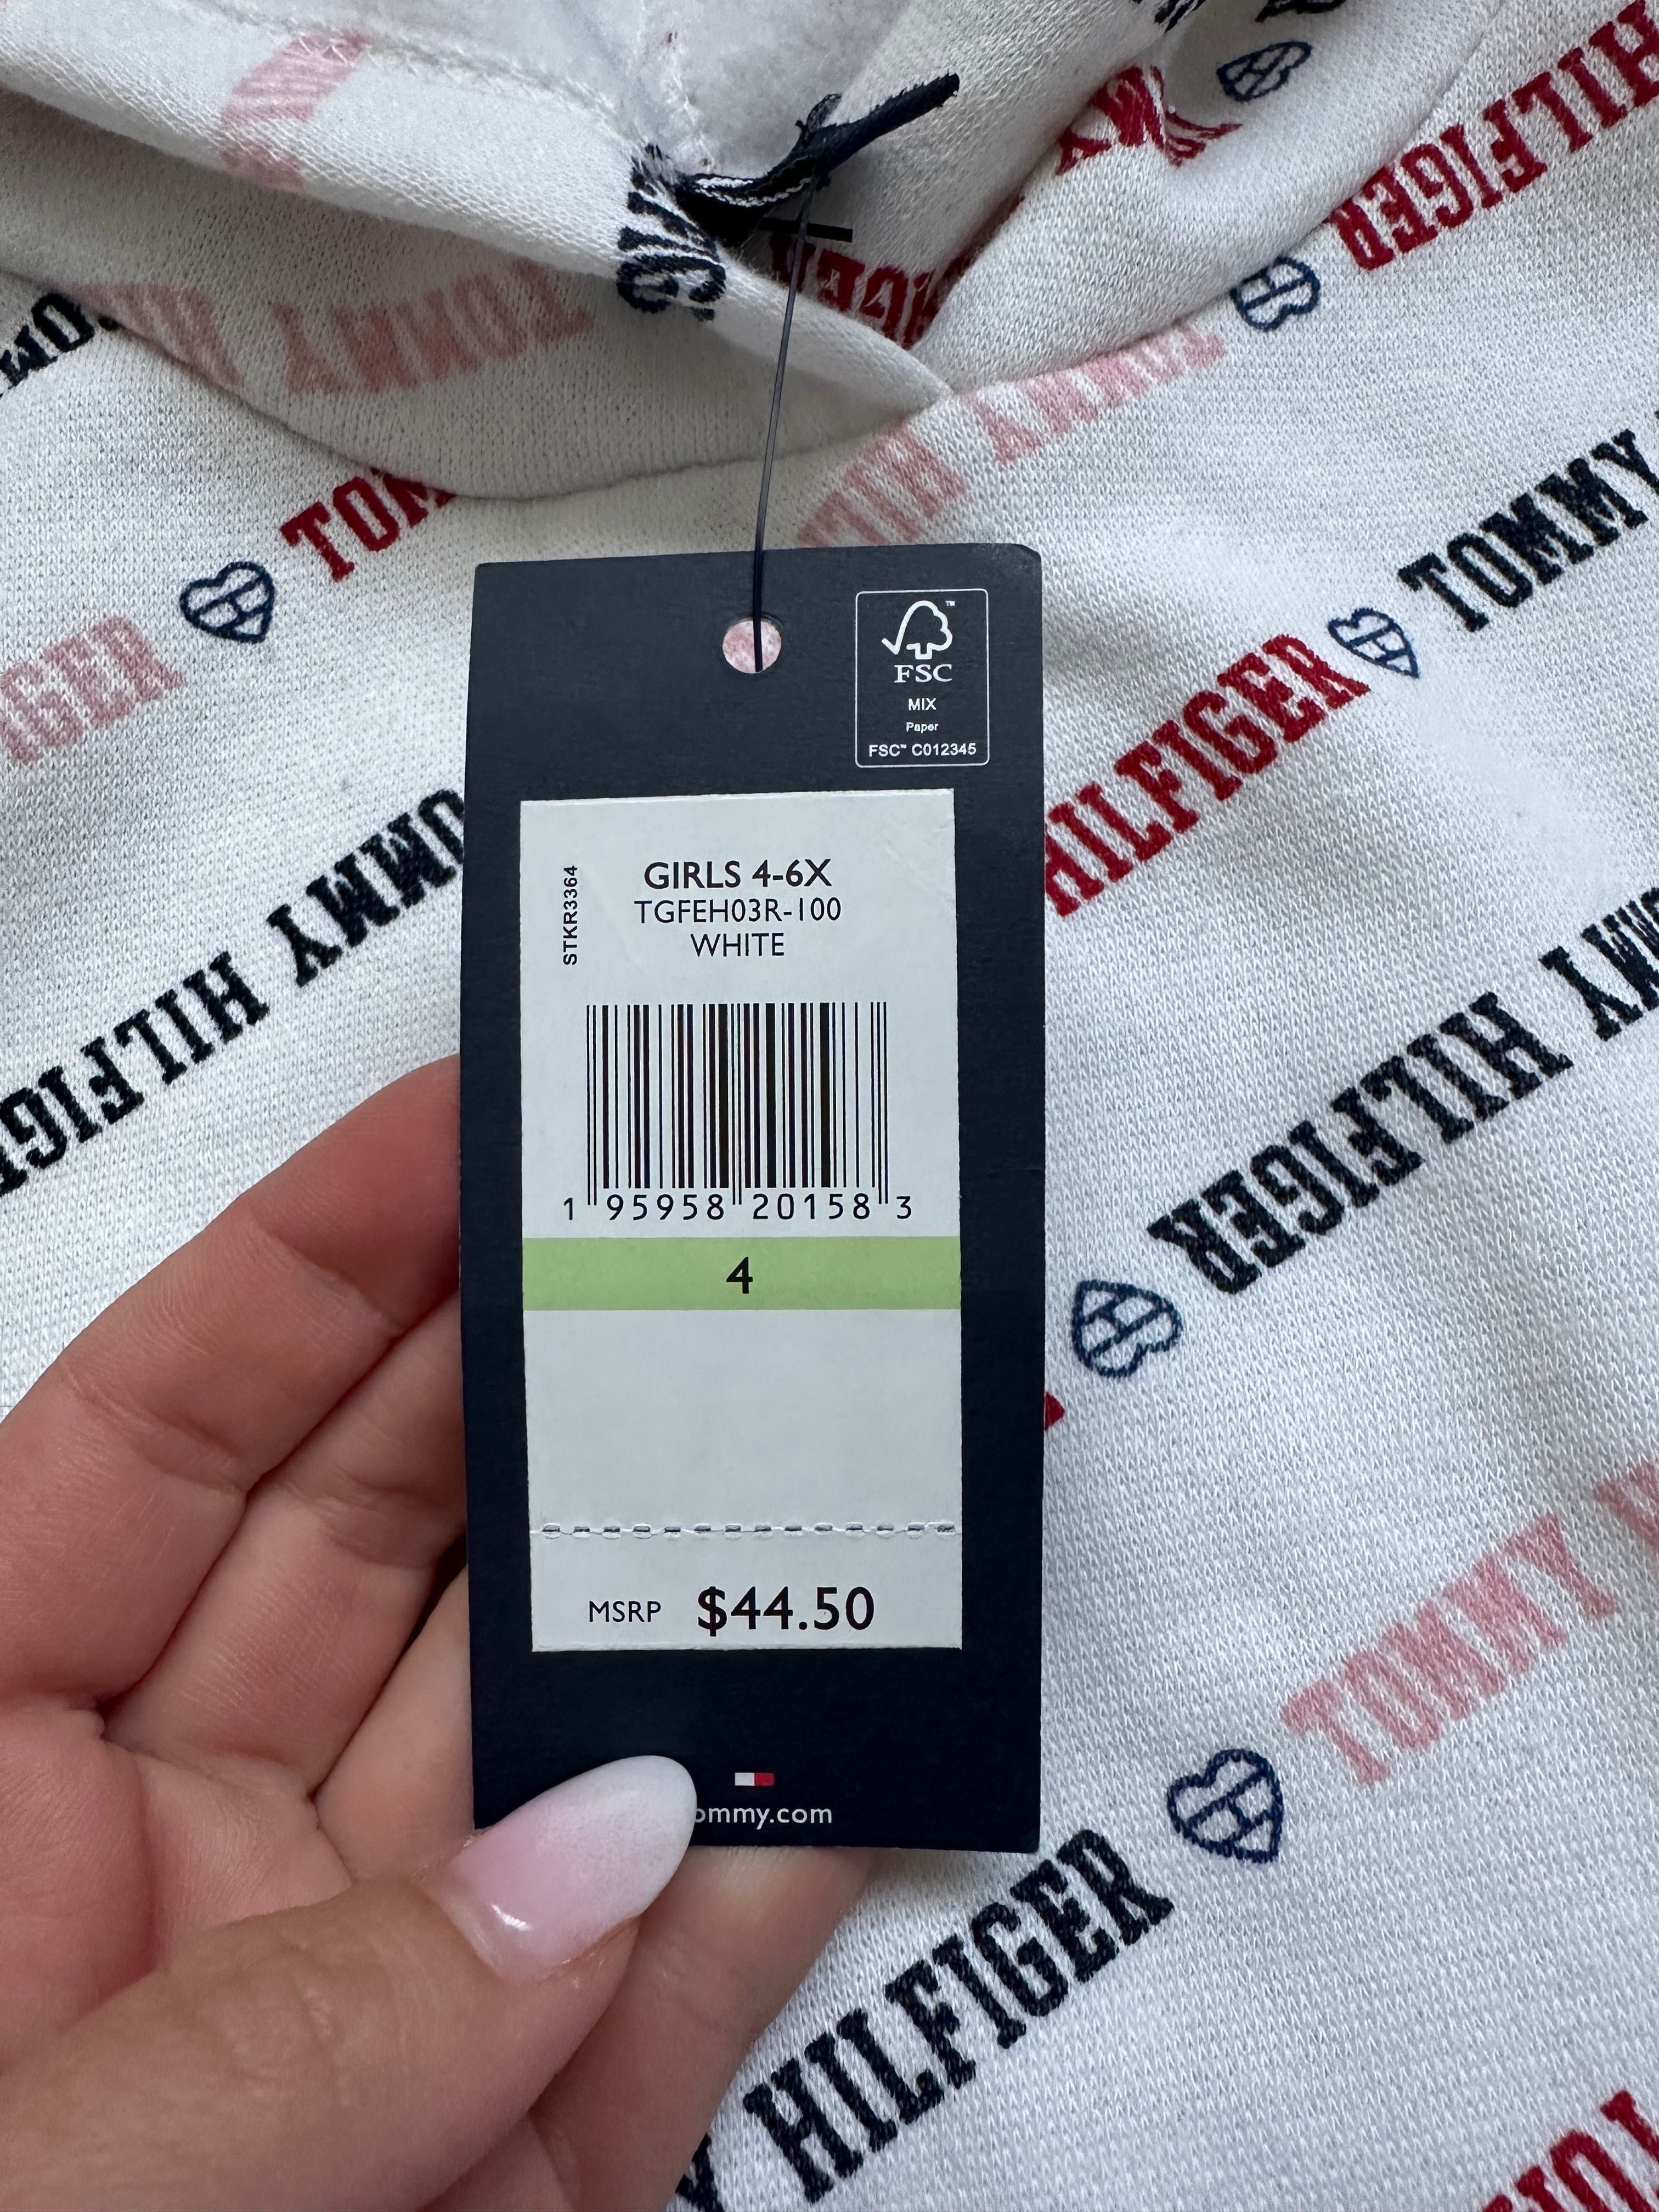 HILFIGER
TOMMY
HILFIGER
TOMMY
TOMMY
HILFIGER
TOMMY
HILFIGER
HILFIGER
TOMMY
HILFIGER
FSC
MIX
Paper
FSC™ C012345
STKR3364
GIRLS 4-6X
TGFEH03R-100
WHITE
1 95958 20158 3
4
MSRP $44.50
ommy.com